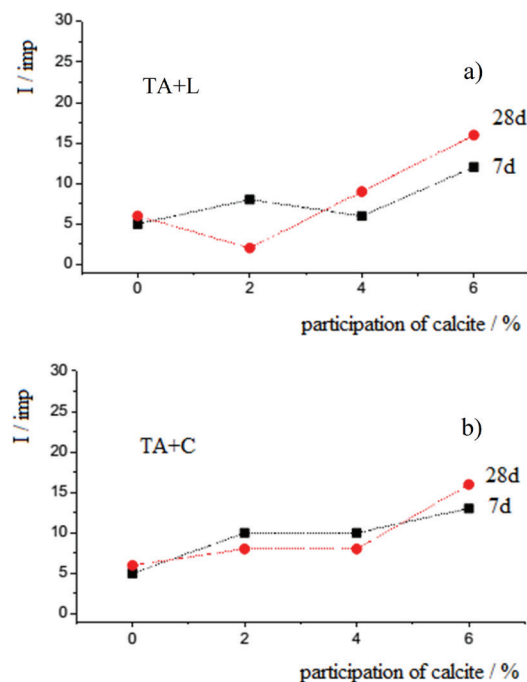 I / imp
30
25
20
15
10
5
0
TA+L
a)
28d
7d
0 2 4 6
participation of calcite / %
I / imp
30
25
20
15
10
5
0
TA+C
b)
28d
7d
0 2 4 6
participation of calcite / %